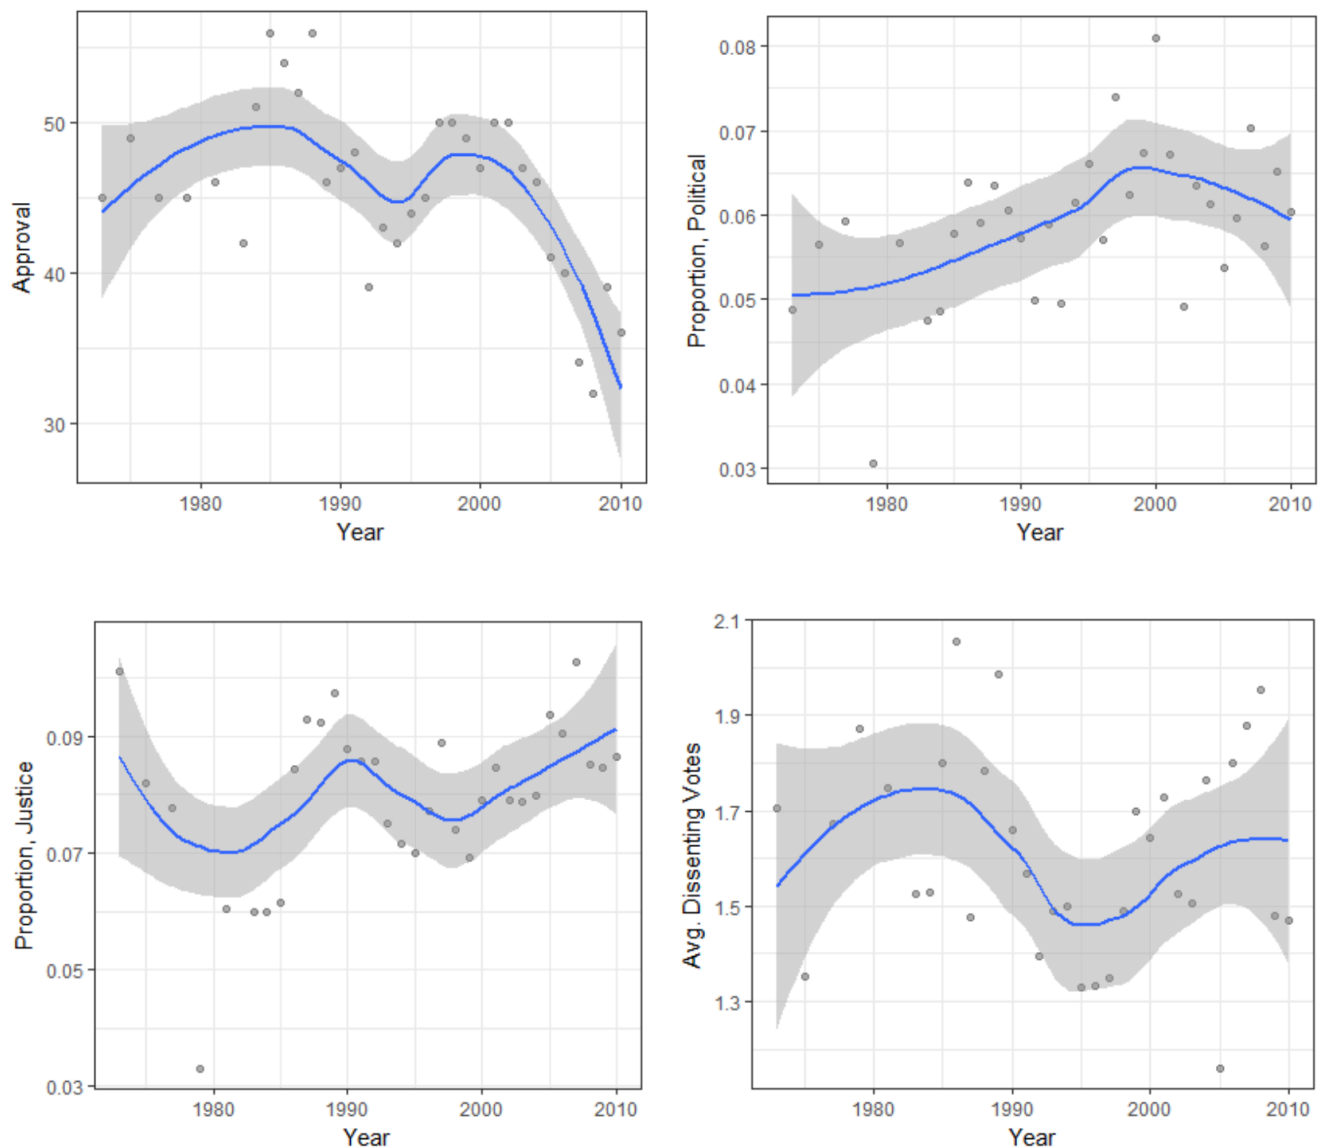 Approval
50
40
30
1980 1990 2000 2010
Year
Proportion, Political
0.08
0.07
0.06
0.05
0.04
0.03
1980 1990 2000 2010
Year
Proportion, Justice
0.09
0.07
0.05
0.03
1980 1990 2000 2010
Year
Avg. Dissenting Votes
2.1
1.9
1.7
1.5
1.3
1980 1990 2000 2010
Year